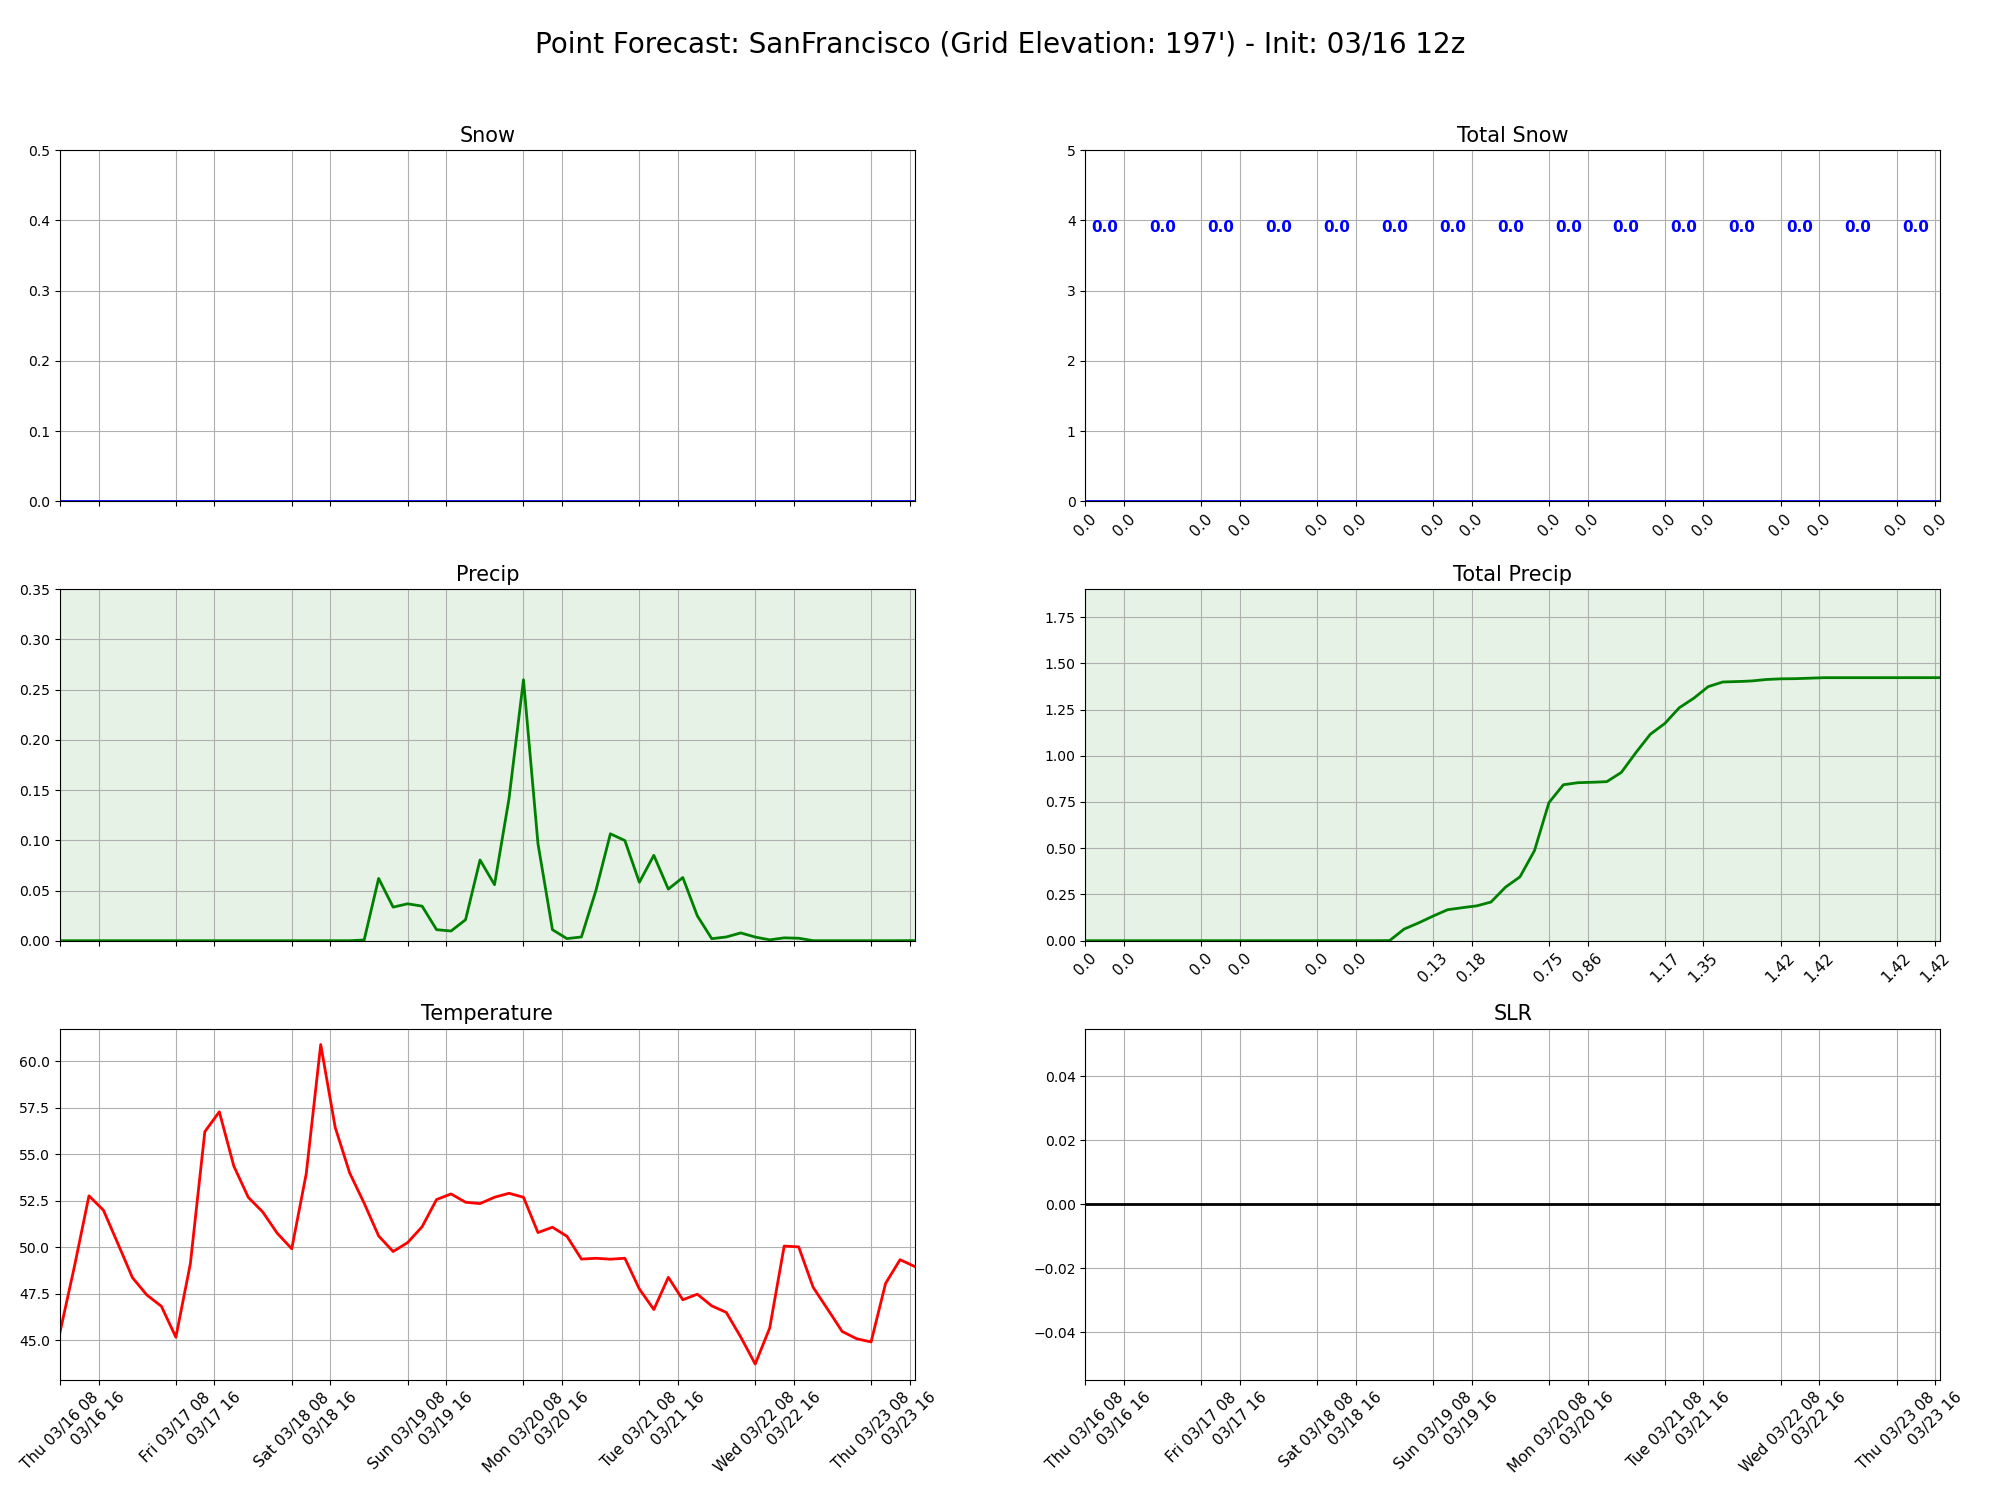 Point Forecast: SanFrancisco (Grid Elevation: 197') - Init: 03/16 12z
Snow
0.5
0.4
0.3
0.2
0.1
0.0
Total Snow
5
4
3
2
1
0
0.0 0.0 0.0 0.0 0.0 0.0 0.0 0.0 0.0 0.0 0.0 0.0 0.0 0.0 0.0
0.0 0.0 0.0 0.0 0.0 0.0 0.0 0.0 0.0 0.0 0.0 0.0 0.0 0.0 0.0 0.0
Precip
0.35
0.30
0.25
0.20
0.15
0.10
0.05
0.00
Total Precip
1.75
1.50
1.25
1.00
0.75
0.50
0.25
0.00
0.0 0.0 0.0 0.0 0.0 0.0 0.13 0.18 0.75 0.86 1.17 1.35 1.42 1.42 1.42 1.42
Temperature
60.0
57.5
55.0
52.5
50.0
47.5
45.0
Thu 03/16 08
03/16 16
Fri 03/17 08
03/17 16
Sat 03/18 08
03/18 16
Sun 03/19 08
03/19 16
Mon 03/20 08
03/20 16
Tue 03/21 08
03/21 16
Wed 03/22 08
03/22 16
Thu 03/23 08
03/23 16
SLR
0.04
0.02
0.00
−0.02
−0.04
Thu 03/16 08
03/16 16
Fri 03/17 08
03/17 16
Sat 03/18 08
03/18 16
Sun 03/19 08
03/19 16
Mon 03/20 08
03/20 16
Tue 03/21 08
03/21 16
Wed 03/22 08
03/22 16
Thu 03/23 08
03/23 16